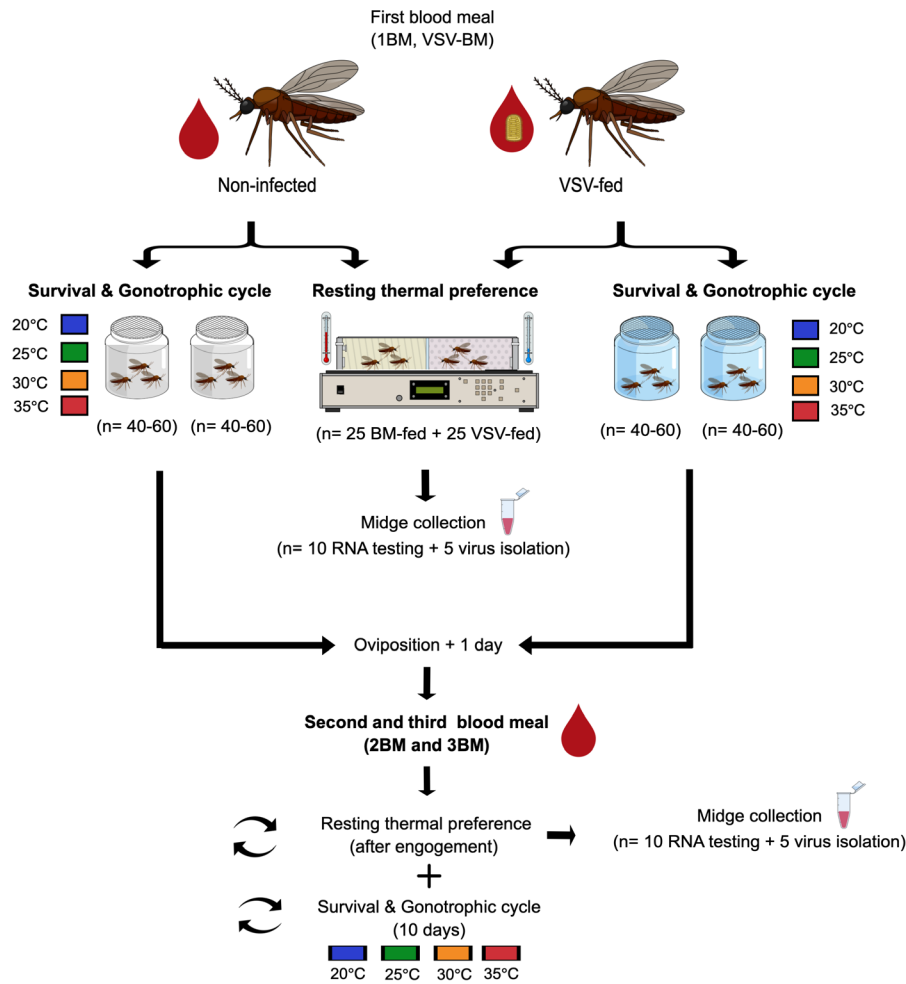 First blood meal
(1BM, VSV-BM)
Non-infected
VSV-fed
Survival & Gonotrophic cycle
Resting thermal preference
Survival & Gonotrophic cycle
20°C
25°C
30°C
35°C
20°C
25°C
30°C
35°C
(n= 40-60)
(n= 40-60)
(n= 25 BM-fed + 25 VSV-fed)
(n= 40-60)
(n= 40-60)
Midge collection
(n= 10 RNA testing + 5 virus isolation)
Oviposition + 1 day
Second and third blood meal
(2BM and 3BM)
Resting thermal preference
(after engogement)
Midge collection
(n= 10 RNA testing + 5 virus isolation)
+
Survival & Gonotrophic cycle
(10 days)
20°C
25°C
30°C
35°C